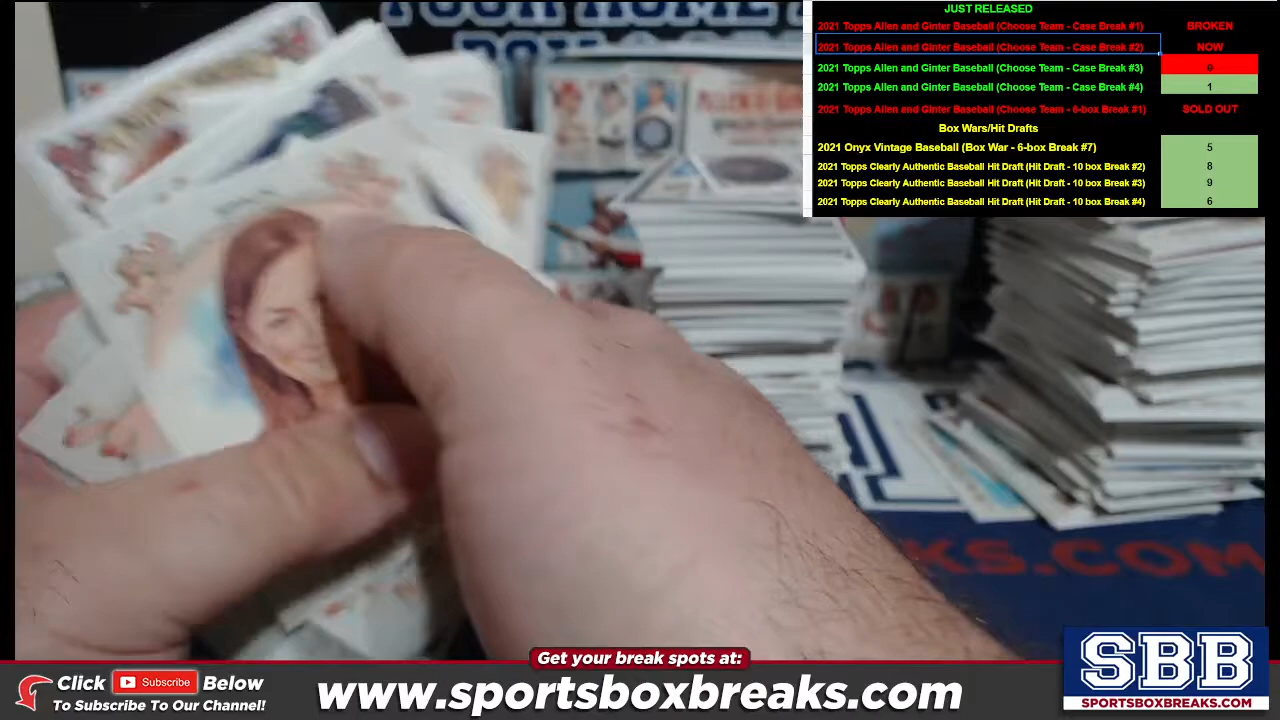 YOUR HOME
JUST RELEASED
2021 Topps Allen and Ginter Baseball (Choose Team - Case Break #1) BROKEN
2021 Topps Allen and Ginter Baseball (Choose Team - Case Break #2) NOW
2021 Topps Allen and Ginter Baseball (Choose Team - Case Break #3) 0
2021 Topps Allen and Ginter Baseball (Choose Team - Case Break #4) 1
2021 Topps Allen and Ginter Baseball (Choose Team - 6-box Break #1) SOLD OUT
Box Wars/Hit Drafts
2021 Onyx Vintage Baseball (Box War - 6-box Break #7) 5
2021 Topps Clearly Authentic Baseball Hit Draft (Hit Draft - 10 box Break #2) 8
2021 Topps Clearly Authentic Baseball Hit Draft (Hit Draft - 10 box Break #3) 9
2021 Topps Clearly Authentic Baseball Hit Draft (Hit Draft - 10 box Break #4) 6
KS.COM
Get your break spots at:
Click Subscribe Below
To Subscribe To Our Channel!
www.sportsboxbreaks.com
SBB
SPORTSBOXBREAKS.COM